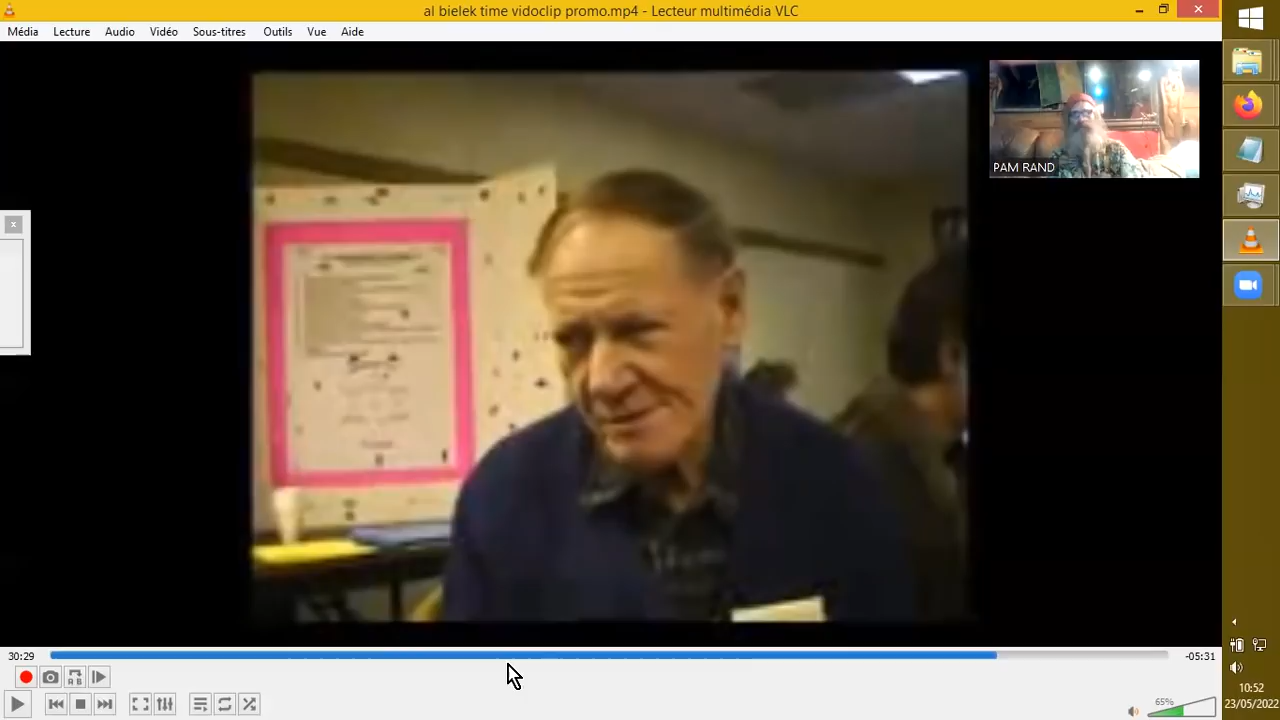 al bielek time vidoclip promo.mp4 - Lecteur multimédia VLC
Média Lecture Audio Vidéo Sous-titres Outils Vue Aide
PAM RAND
30:29
-05:31
65%
10:52
23/05/2022